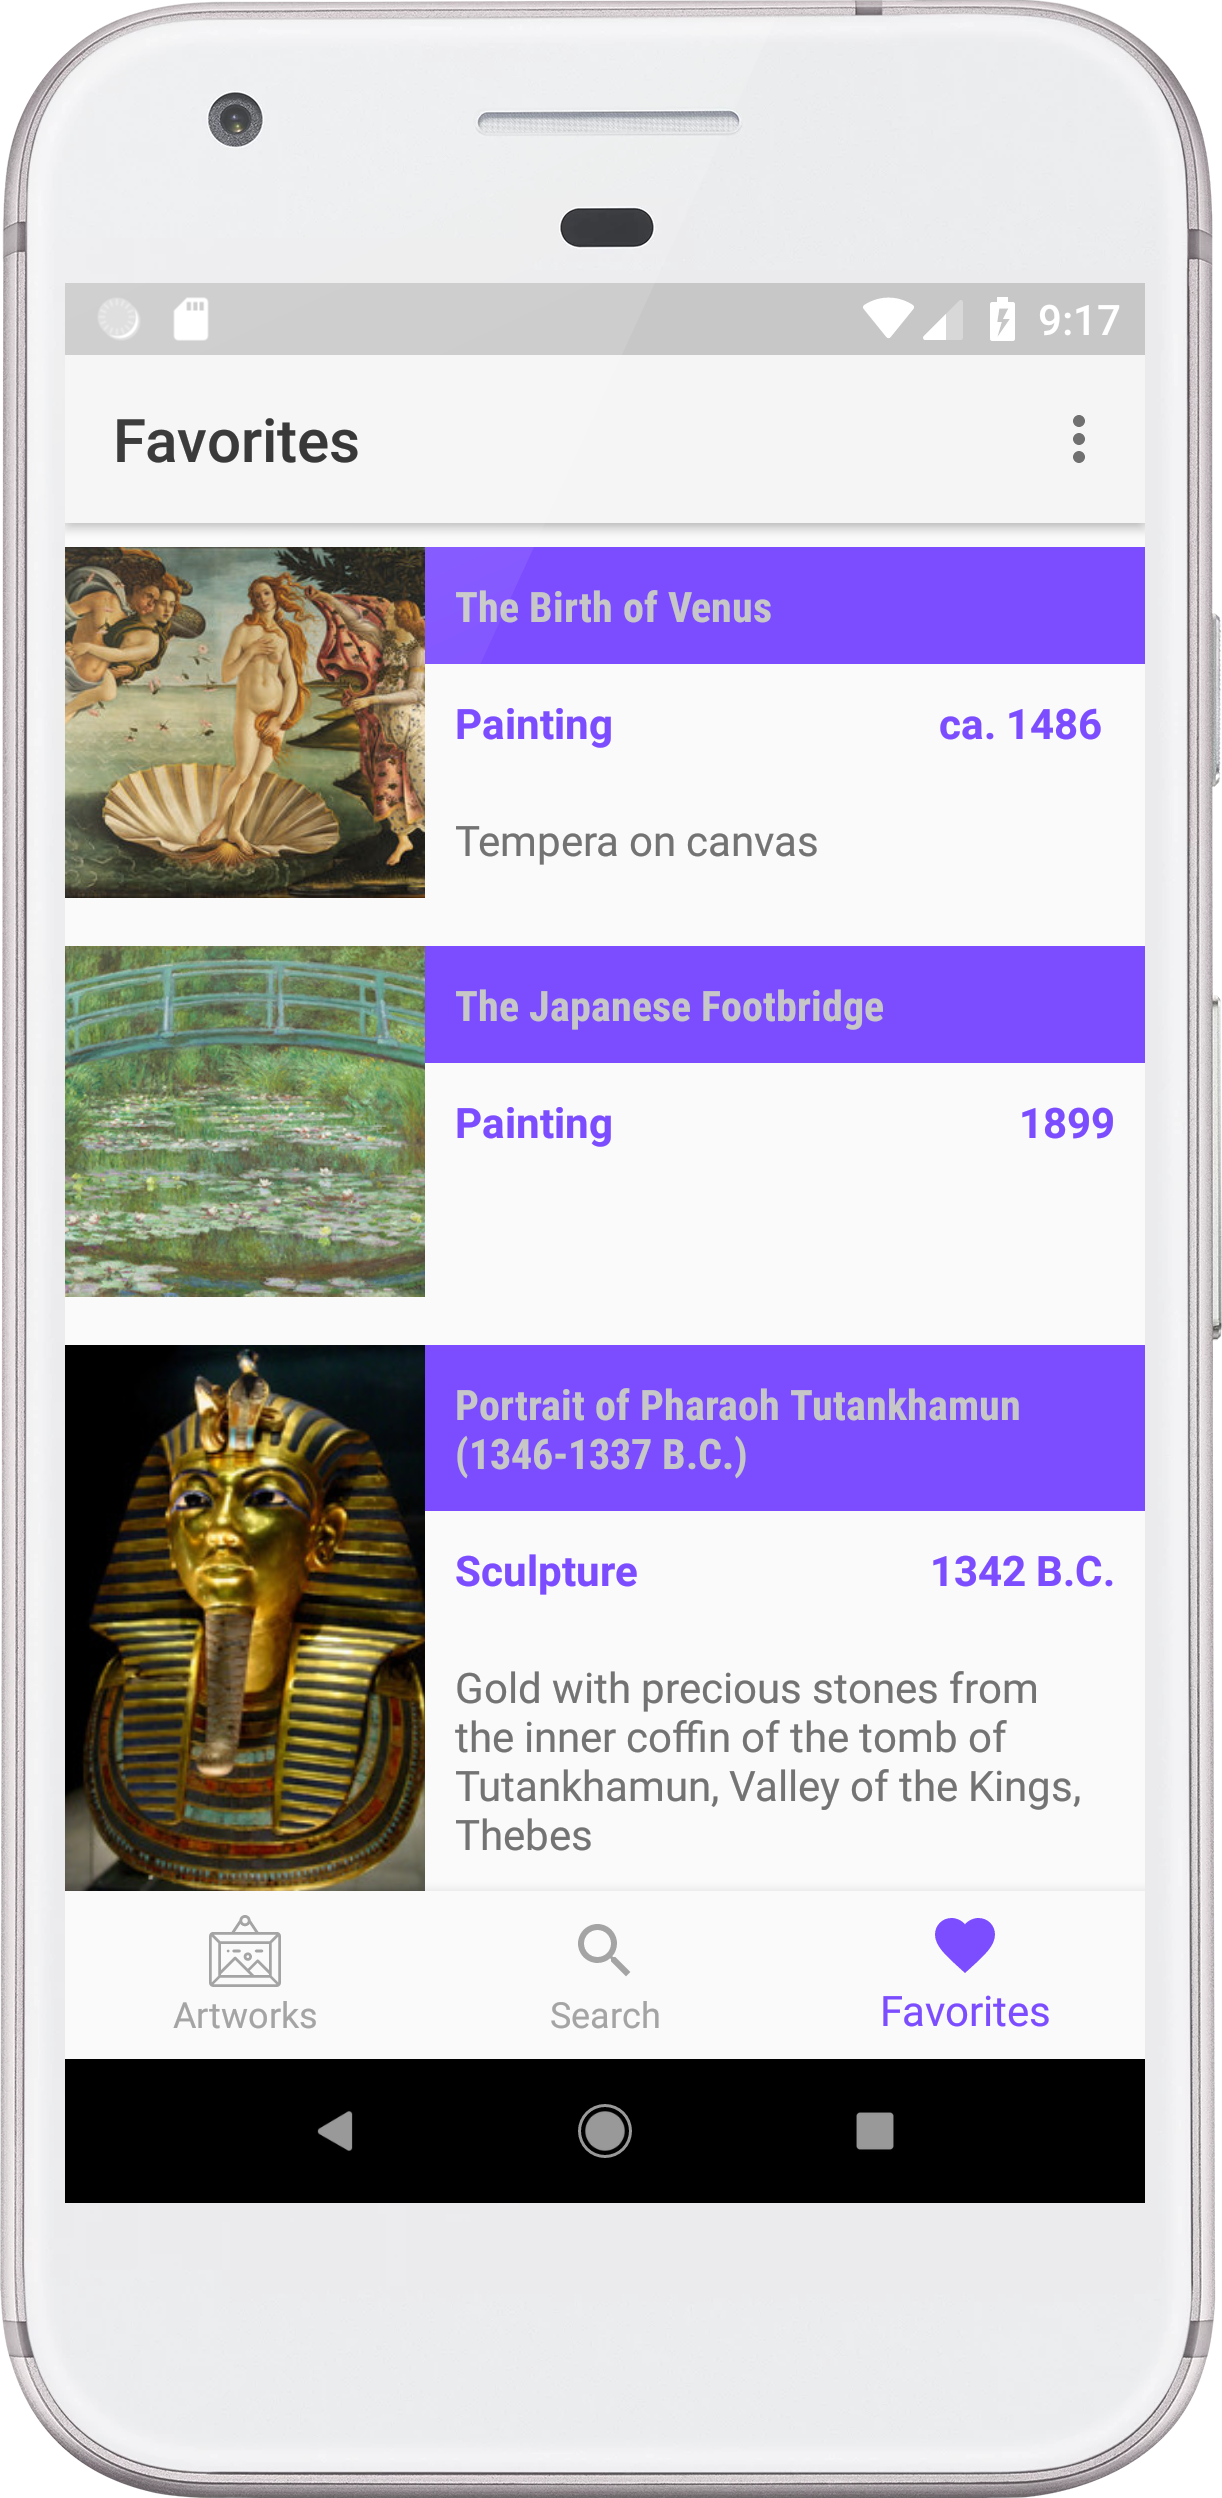 9:17
Favorites
The Birth of Venus
Painting ca. 1486
Tempera on canvas
The Japanese Footbridge
Painting 1899
Portrait of Pharaoh Tutankhamun
(1346-1337 B.C.)
Sculpture 1342 B.C.
Gold with precious stones from
the inner coffin of the tomb of
Tutankhamun, Valley of the Kings,
Thebes
Artworks Search Favorites